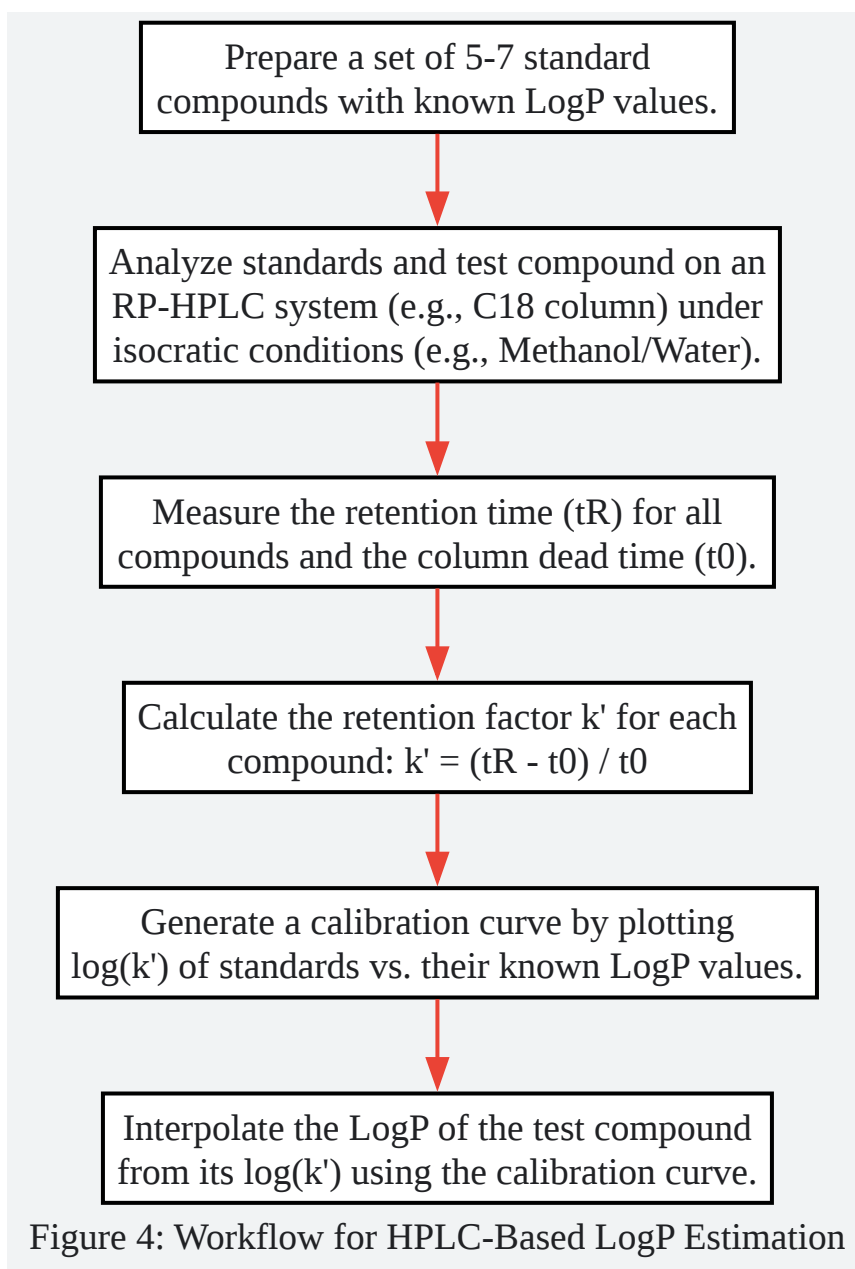 Prepare a set of 5-7 standard
compounds with known LogP values.
Analyze standards and test compound on an
RP-HPLC system (e.g., C18 column) under
isocratic conditions (e.g., Methanol/Water).
Measure the retention time (tR) for all
compounds and the column dead time (t0).
Calculate the retention factor k' for each
compound: k' = (tR - t0) / t0
Generate a calibration curve by plotting
log(k') of standards vs. their known LogP values.
Interpolate the LogP of the test compound
from its log(k') using the calibration curve.
Figure 4: Workflow for HPLC-Based LogP Estimation